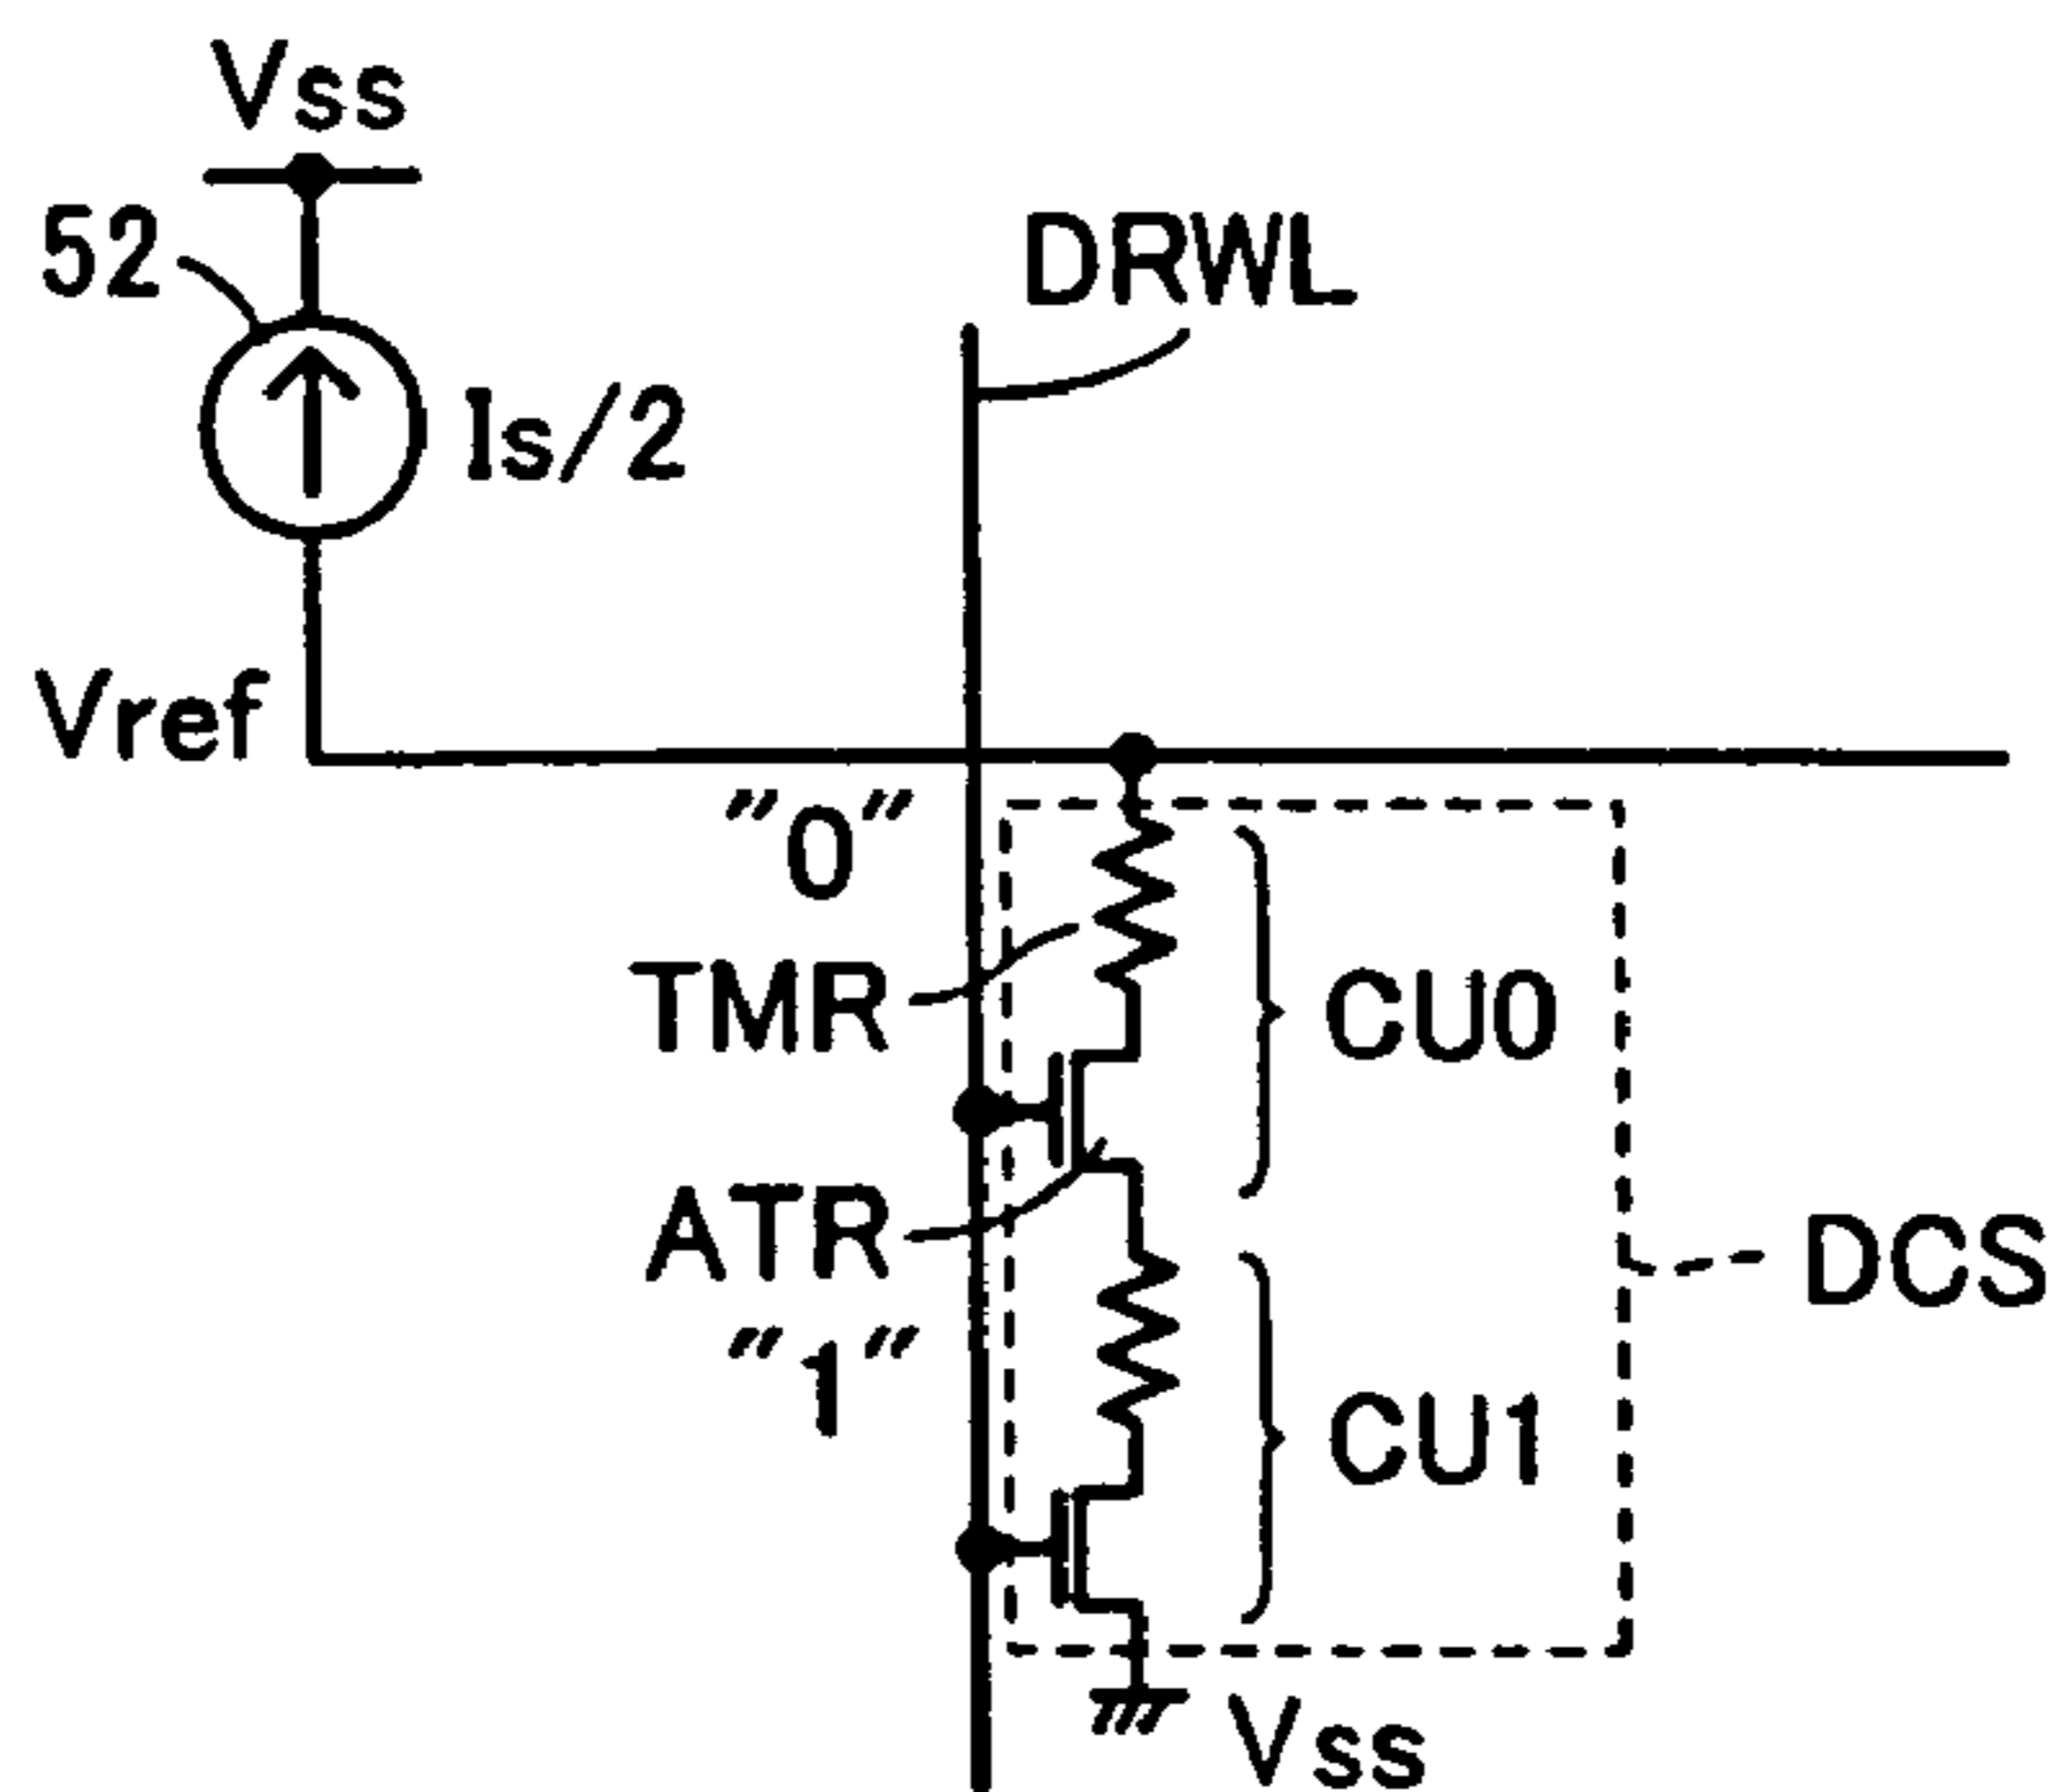 Vss
52
DRWL
Is/2
Vref
"0"
TMR
CU0
ATR
DCS
"1"
CU1
Vss